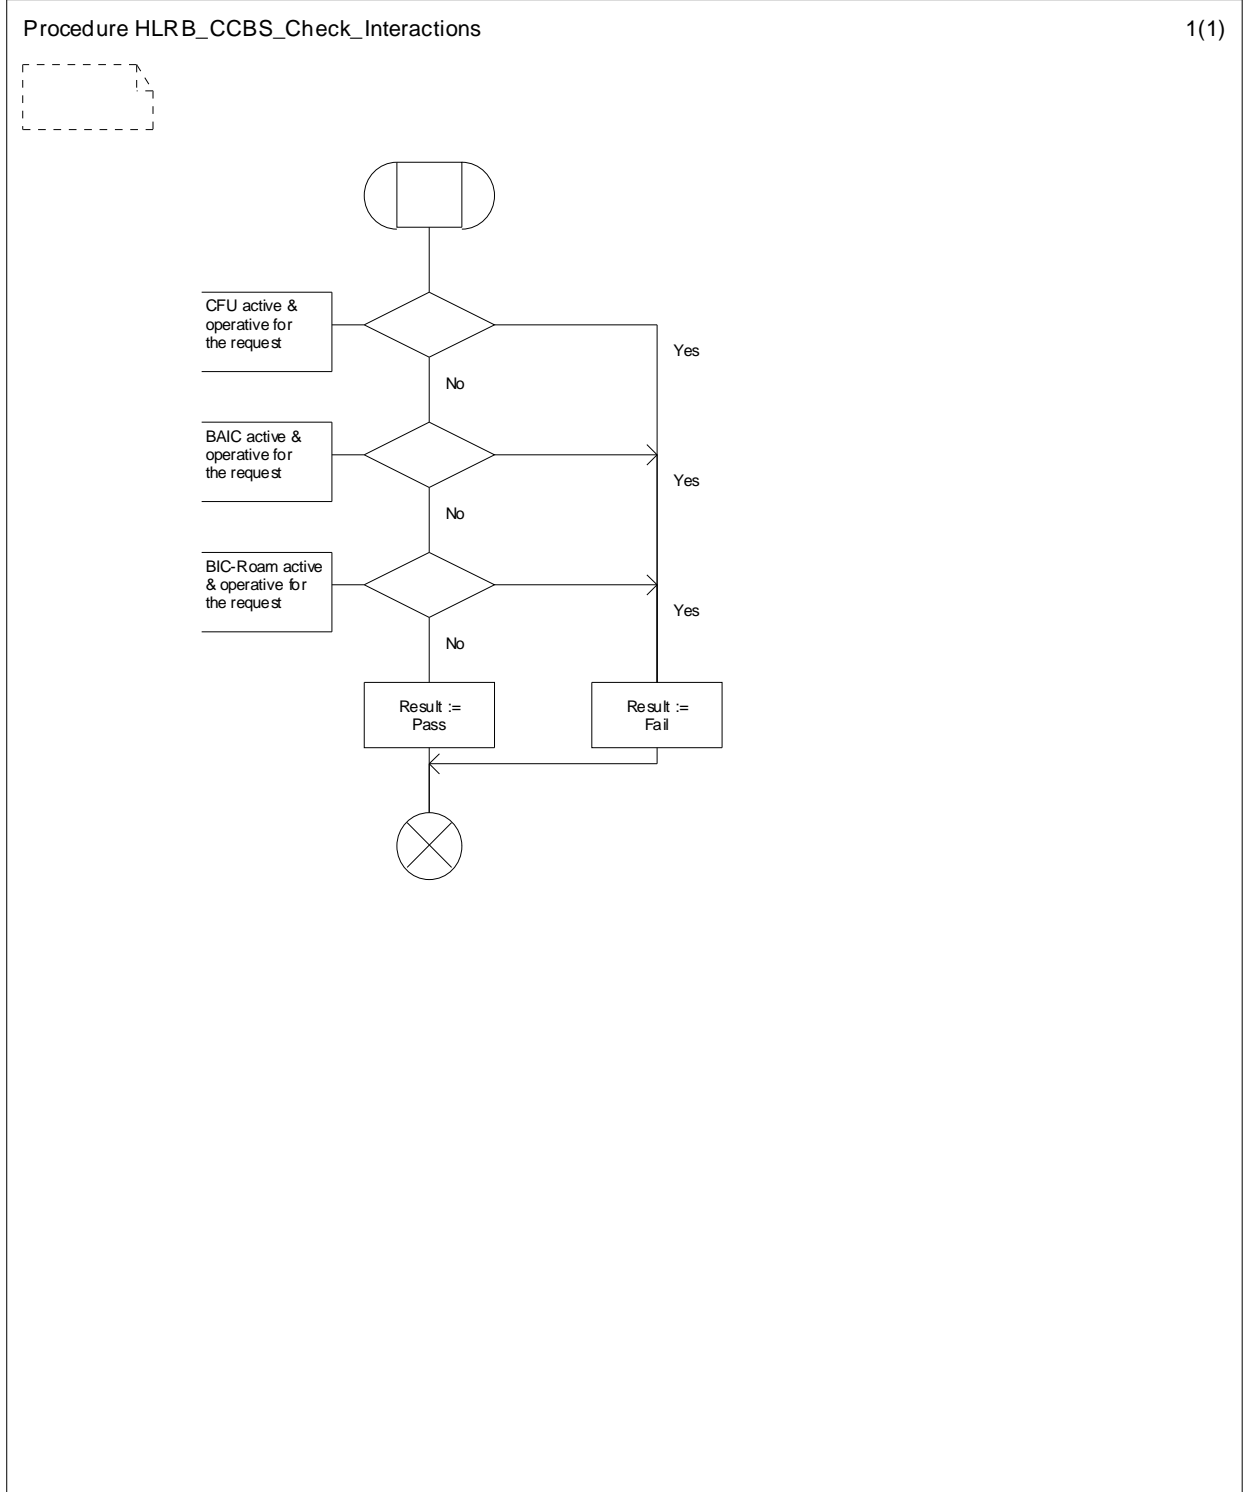 Procedure HLRB_CCBS_Check_Interactions
1(1)
CFU active &
operative for
the request
Yes
No
BAIC active &
operative for
the request
Yes
No
BIC-Roam active
& operative for
the request
Yes
No
Result :=
Pass
Result :=
Fail